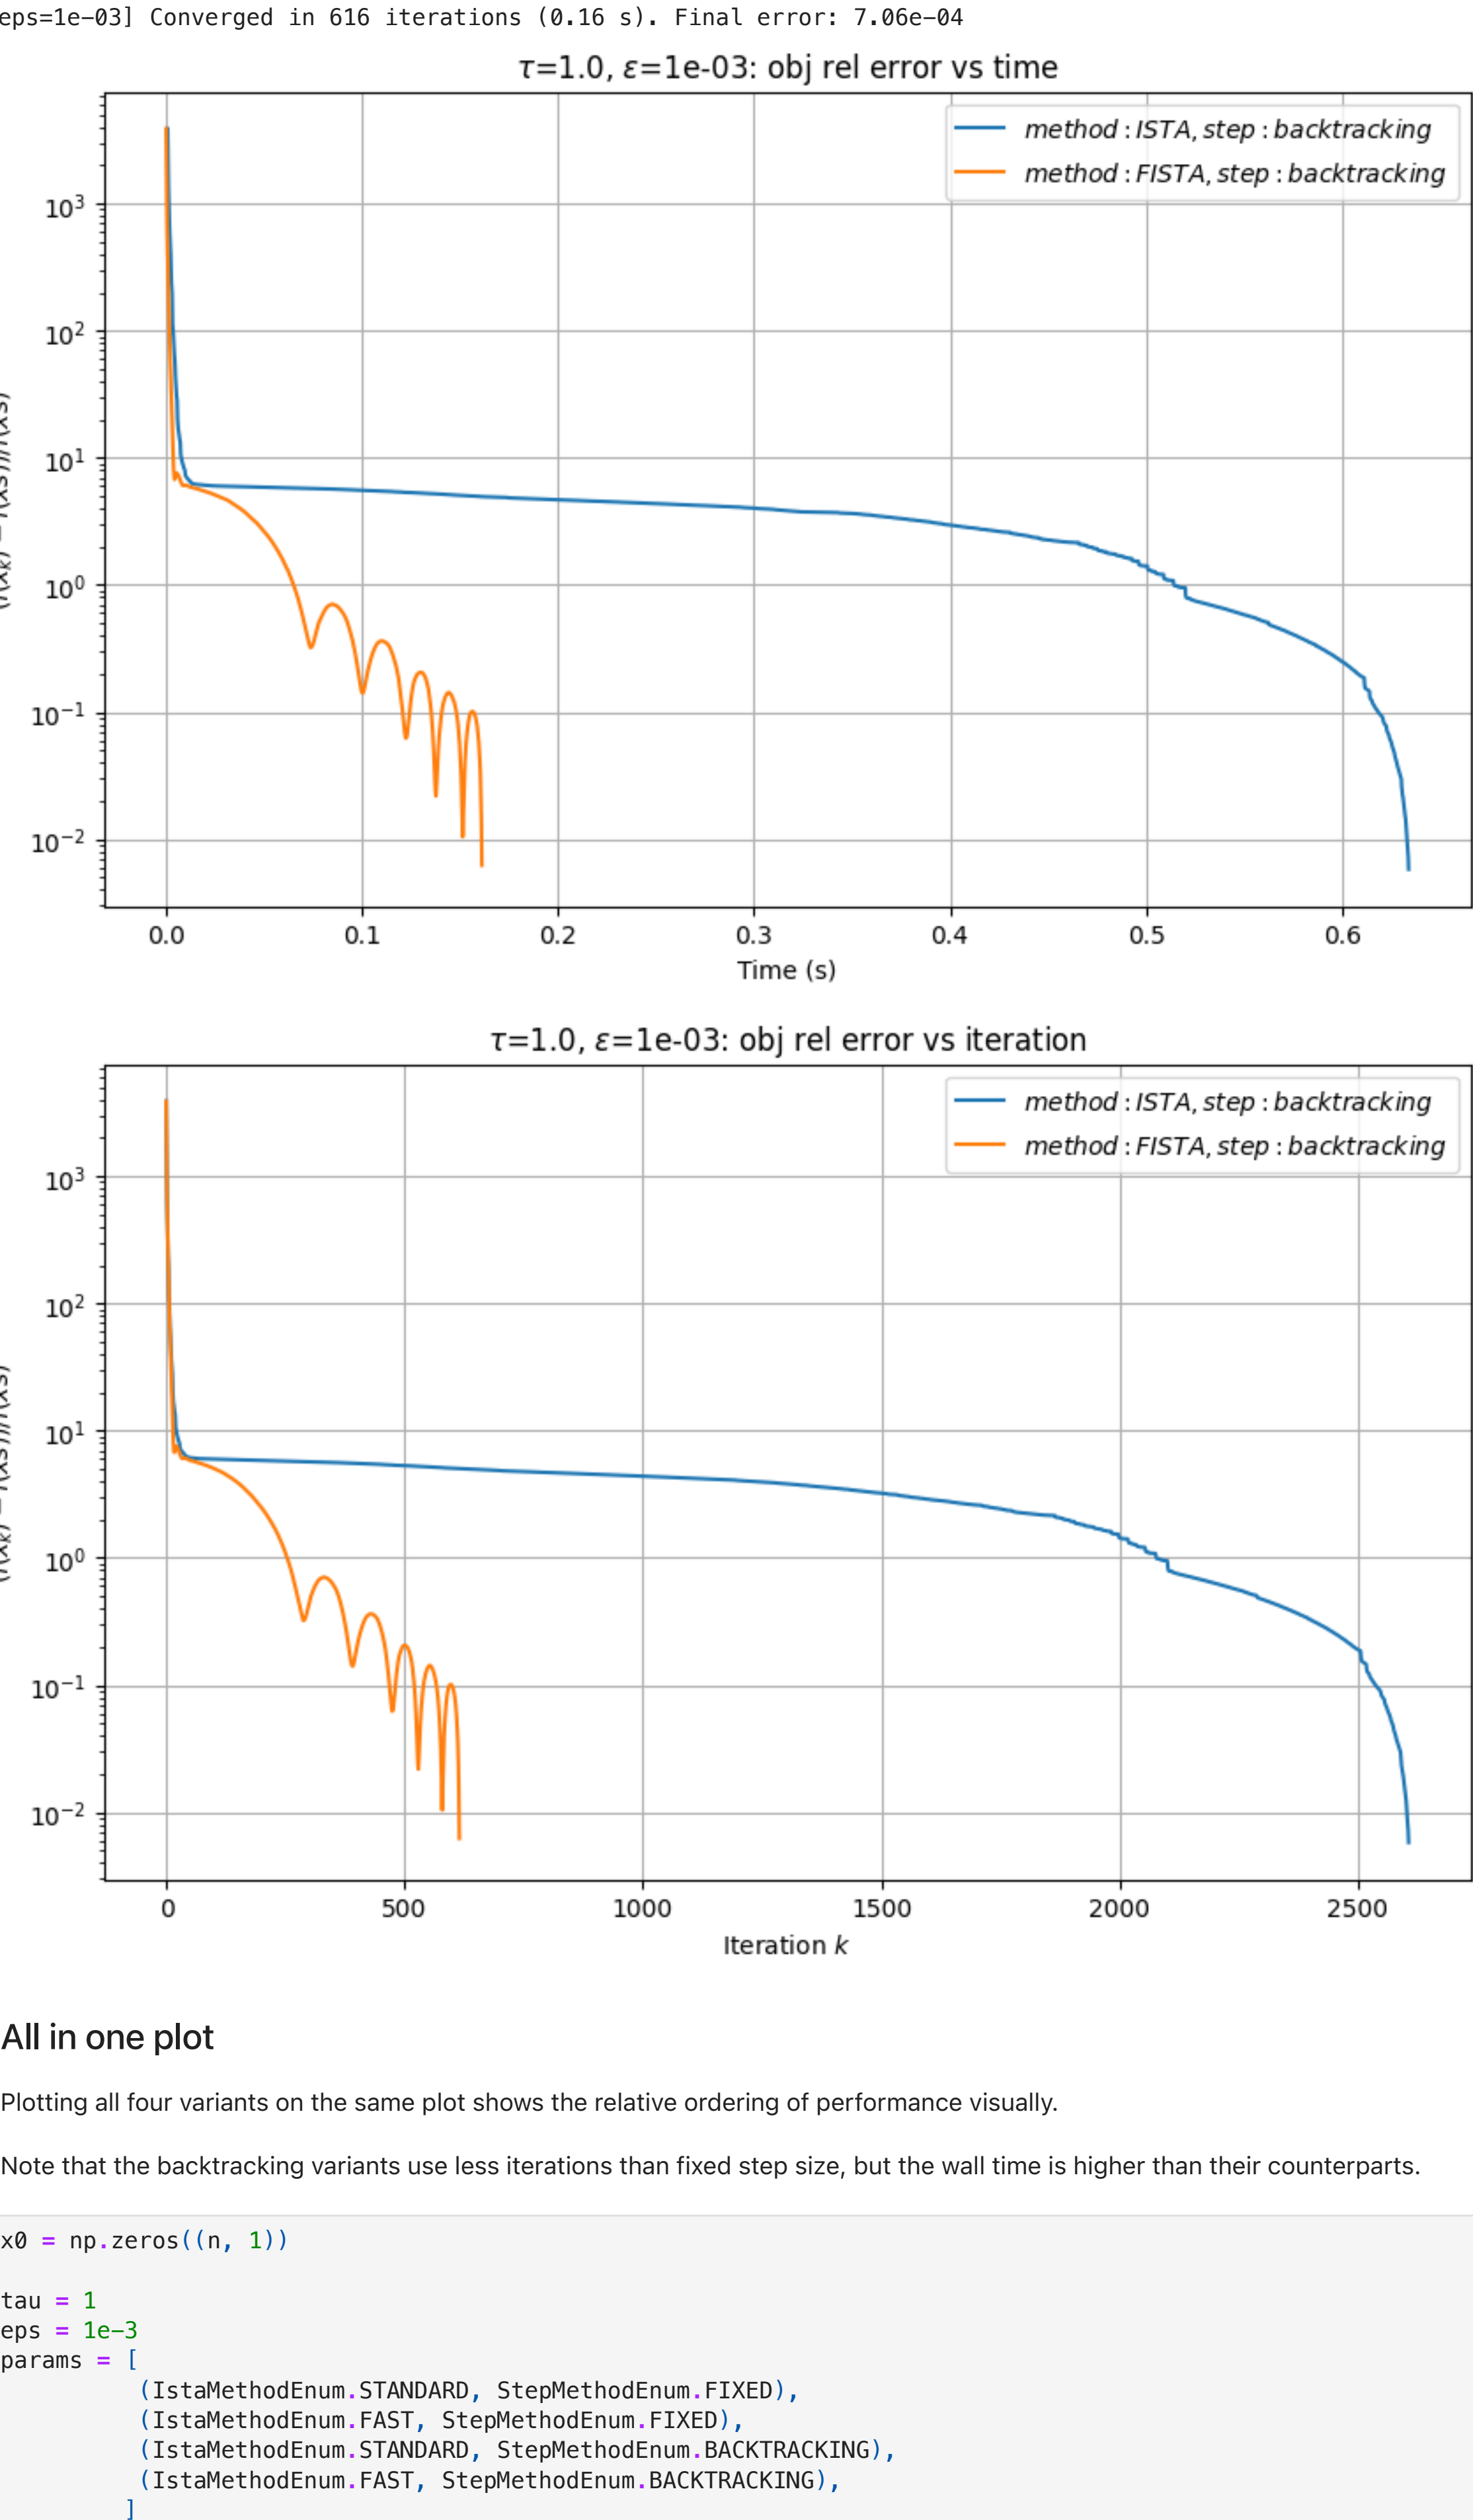 eps=1e-03] Converged in 616 iterations (0.16 s). Final error: 7.06e-04
τ=1.0, ε=1e-03: obj rel error vs time
method : ISTA, step : backtracking
method : FISTA, step : backtracking
10³
10²
10¹
10⁰
10⁻¹
10⁻²
0.0 0.1 0.2 0.3 0.4 0.5 0.6
Time (s)
τ=1.0, ε=1e-03: obj rel error vs iteration
method : ISTA, step : backtracking
method : FISTA, step : backtracking
10³
10²
10¹
10⁰
10⁻¹
10⁻²
0 500 1000 1500 2000 2500
Iteration k
All in one plot
Plotting all four variants on the same plot shows the relative ordering of performance visually.
Note that the backtracking variants use less iterations than fixed step size, but the wall time is higher than their counterparts.
x0 = np.zeros((n, 1))
tau = 1
eps = 1e-3
params = [
(IstaMethodEnum.STANDARD, StepMethodEnum.FIXED),
(IstaMethodEnum.FAST, StepMethodEnum.FIXED),
(IstaMethodEnum.STANDARD, StepMethodEnum.BACKTRACKING),
(IstaMethodEnum.FAST, StepMethodEnum.BACKTRACKING),
]